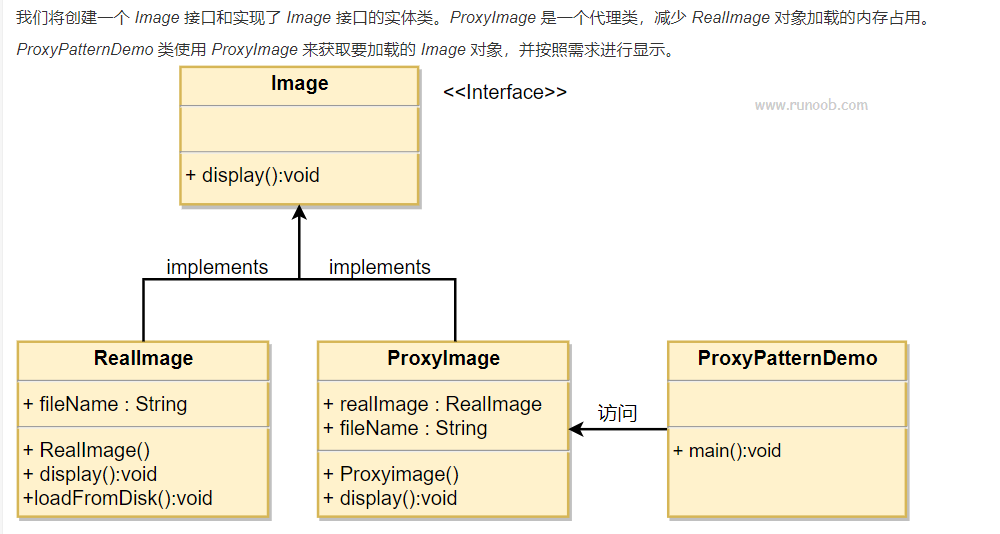 我们将创建一个 Image 接口和实现了 Image 接口的实体类。ProxyImage 是一个代理类，减少 RealImage 对象加载的内存占用。
ProxyPatternDemo 类使用 ProxyImage 来获取要加载的 Image 对象，并按照需求进行显示。
Image
<<Interface>>
www.runoob.com
+ display():void
implements
implements
RealImage
+ fileName : String
+ RealImage()
+ display():void
+loadFromDisk():void
ProxyImage
+ realImage : RealImage
+ fileName : String
+ Proxyimage()
+ display():void
访问
ProxyPatternDemo
+ main():void